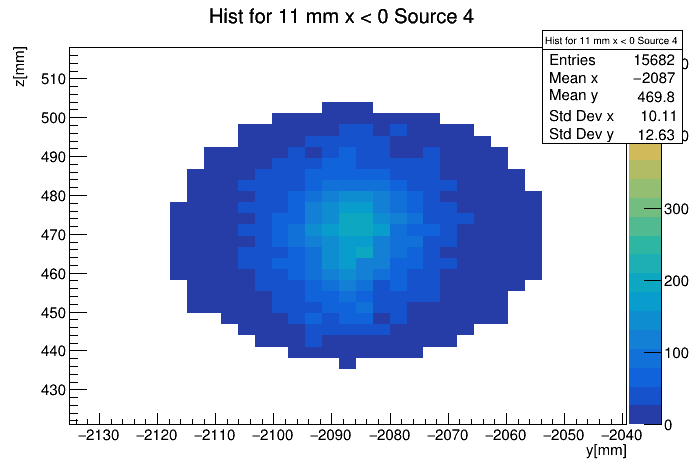 Hist for 11 mm x < 0 Source 4
z[mm]
Hist for 11 mm x < 0 Source 4
Entries 15682
Mean x −2087
Mean y 469.8
Std Dev x 10.11
Std Dev y 12.63
510
500
490
480
470
460
450
440
430
300
200
100
0
−2130 −2120 −2110 −2100 −2090 −2080 −2070 −2060 −2050 −2040
y[mm]